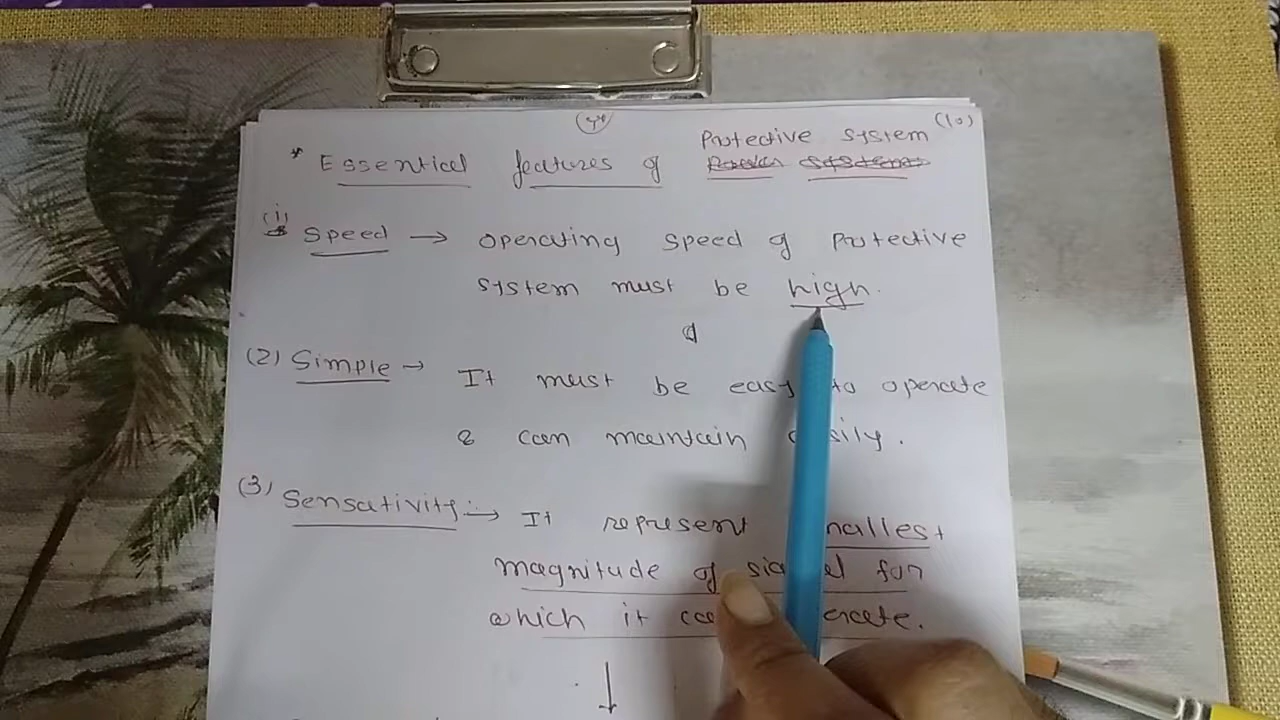 (10)
* Essential features of Protective System
(1) Speed → Operating speed of Protective
system must be high.
(2) Simple → It must be easy to operate
& can maintain easily.
(3) Sensativity :→ It represent smallest
magnitude of signal for
which it can operate.